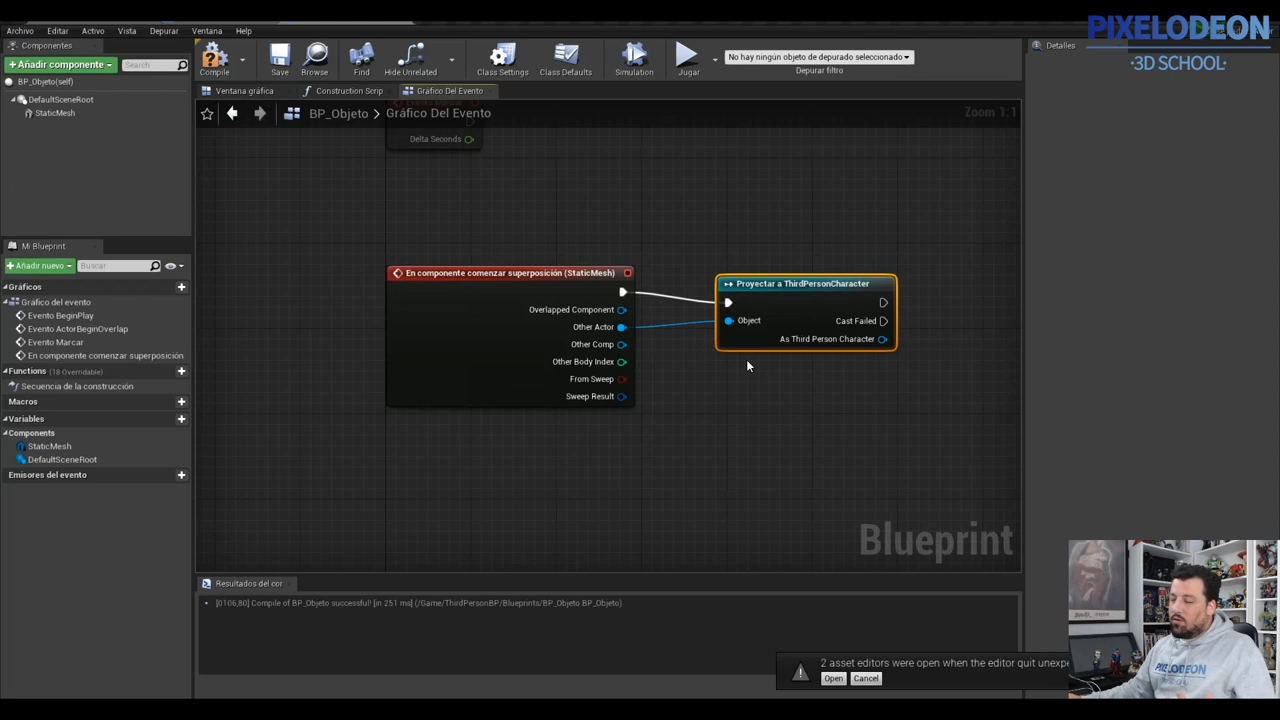 Archivo Editar Activo Vista Depurar Ventana Help
PIXELODEON
·3D SCHOOL·
Componentes
Detalles
+Añadir componente
Search
Compile
Save
Browse
Find
Hide Unrelated
Class Settings
Class Defaults
Simulation
Jugar
No hay ningún objeto de depurado seleccionado
Depurar filtro
BP_Objeto(self)
DefaultSceneRoot
StaticMesh
Ventana gráfica
Construction Scrip
Gráfico Del Evento
BP_Objeto > Gráfico Del Evento
Zoom 1:1
Delta Seconds
Mi Blueprint
+Añadir nuevo
Buscar
Gráficos
Gráfico del evento
Evento BeginPlay
Evento ActorBeginOverlap
Evento Marcar
En componente comenzar superposición
Functions (18 Overridable)
Secuencia de la construcción
Macros
Variables
Components
StaticMesh
DefaultSceneRoot
Emisores del evento
En componente comenzar superposición (StaticMesh)
Overlapped Component
Other Actor
Other Comp
Other Body Index
From Sweep
Sweep Result
Proyectar a ThirdPersonCharacter
Object
Cast Failed
As Third Person Character
Blueprint
Resultados del cor
[0106,80] Compile of BP_Objeto successful! [in 251 ms] (/Game/ThirdPersonBP/Blueprints/BP_Objeto BP_Objeto)
2 asset editors were open when the editor quit unexpe
Open
Cancel
PIXELODEON